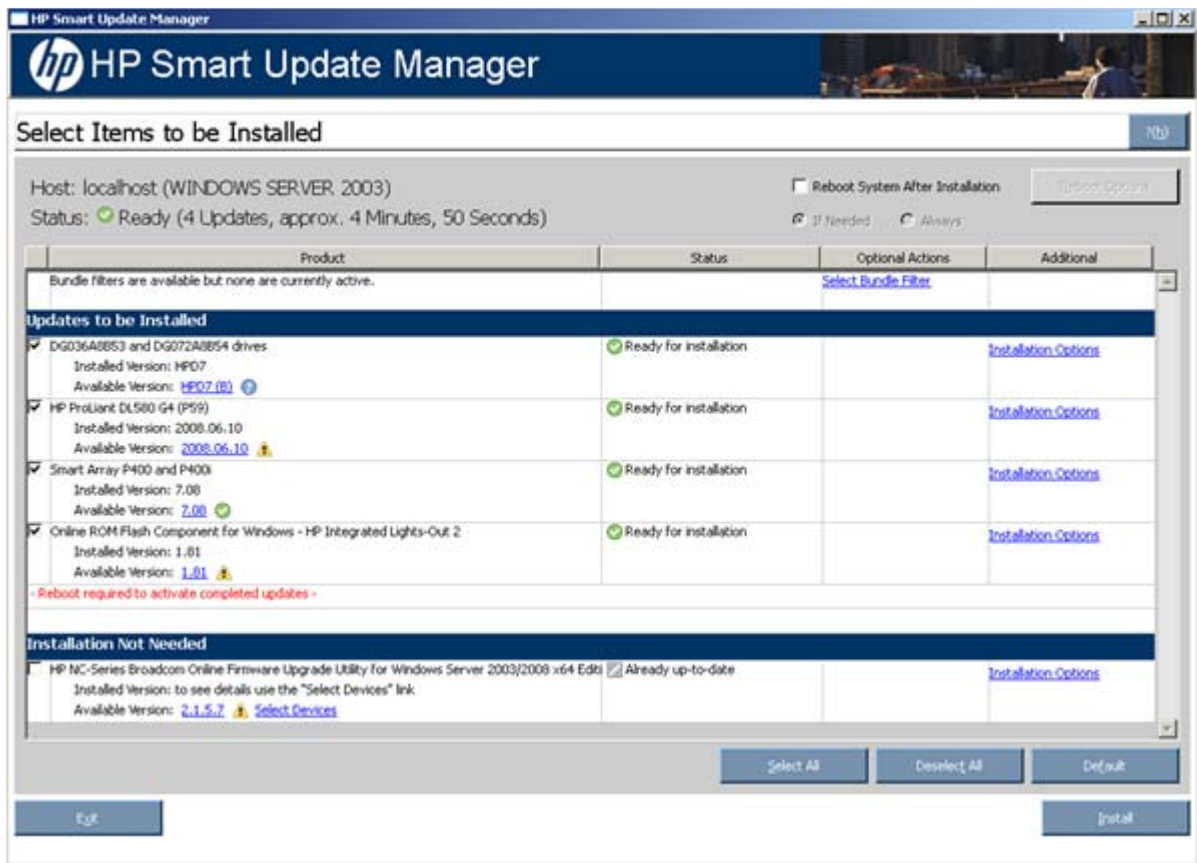 HP Smart Update Manager
hp HP Smart Update Manager
Select Items to be Installed
?(h)
Host: localhost (WINDOWS SERVER 2003)
Reboot System After Installation
Reboot Options
Status: Ready (4 Updates, approx. 4 Minutes, 50 Seconds)
If Needed Always
Product Status Optional Actions Additional
Bundle filters are available but none are currently active. Select Bundle Filter
Updates to be Installed
DG036A8B53 and DG072A8B54 drives Ready for installation Installation Options
Installed Version: HPD7
Available Version: HPD7 (B) ?
HP ProLiant DL580 G4 (P59) Ready for installation Installation Options
Installed Version: 2008.06.10
Available Version: 2008.06.10
Smart Array P400 and P400i Ready for installation Installation Options
Installed Version: 7.08
Available Version: 7.08
Online ROM Flash Component for Windows - HP Integrated Lights-Out 2 Ready for installation Installation Options
Installed Version: 1.81
Available Version: 1.81
- Reboot required to activate completed updates -
Installation Not Needed
HP NC-Series Broadcom Online Firmware Upgrade Utility for Windows Server 2003/2008 x64 Editi Already up-to-date Installation Options
Installed Version: to see details use the "Select Devices" link
Available Version: 2.1.5.7 Select Devices
Select All Deselect All Default
Exit Install